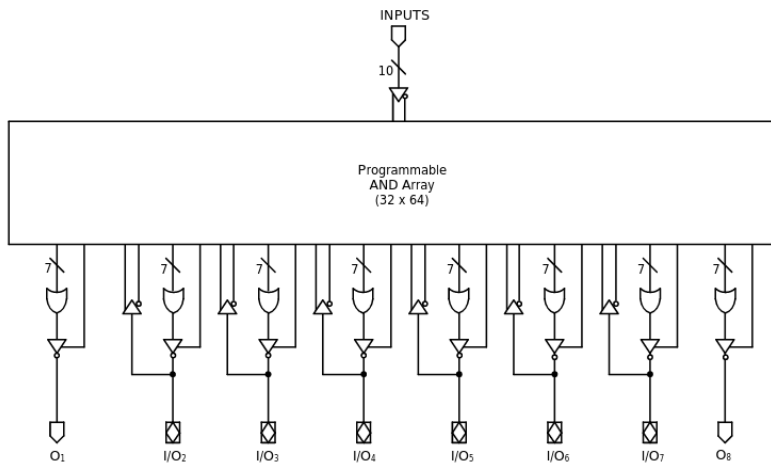 INPUTS
10
Programmable
AND Array
(32 x 64)
7 7 7 7 7 7 7 7
O₁ I/O₂ I/O₃ I/O₄ I/O₅ I/O₆ I/O₇ O₈